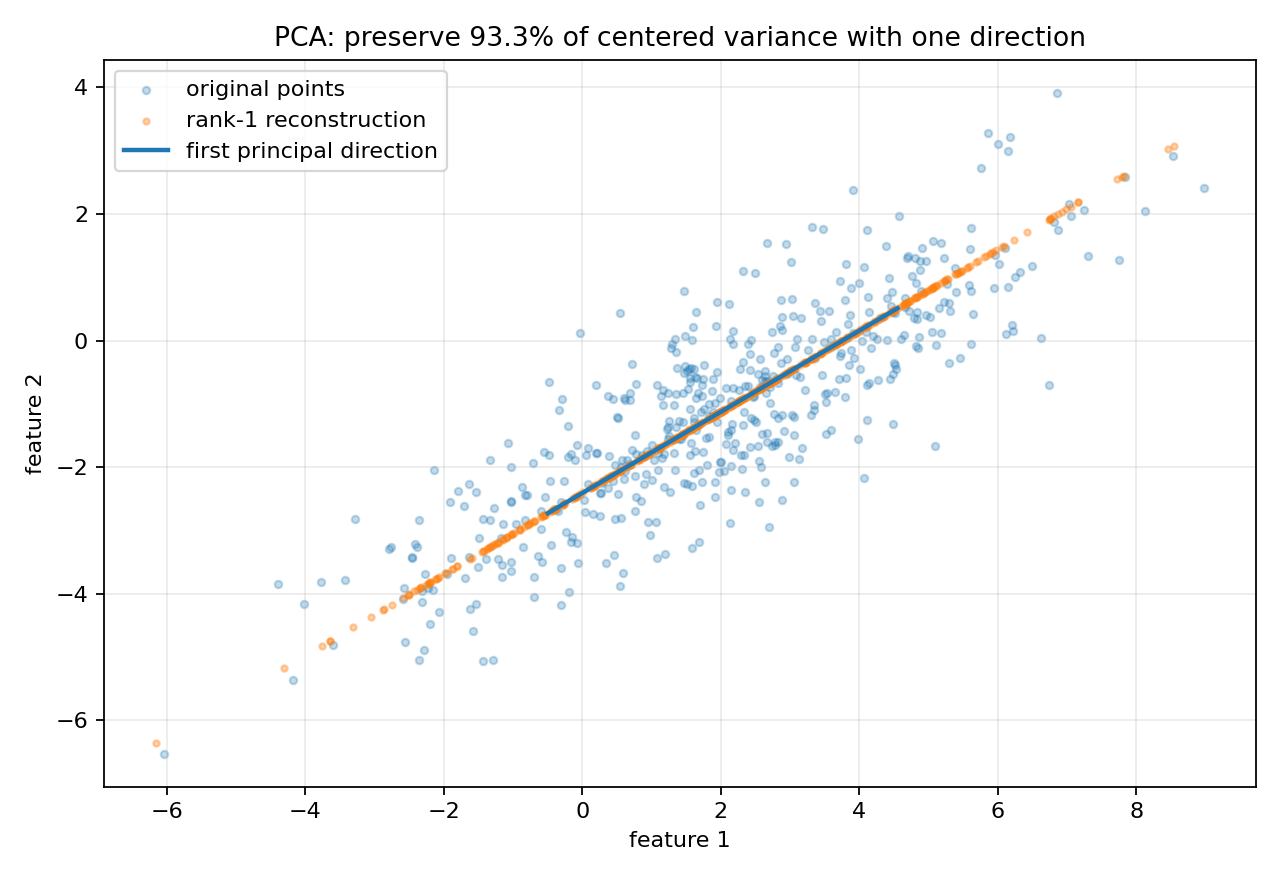 PCA: preserve 93.3% of centered variance with one direction
original points
rank-1 reconstruction
first principal direction
4
2
0
−2
−4
−6
feature 2
−6
−4
−2
0
2
4
6
8
feature 1